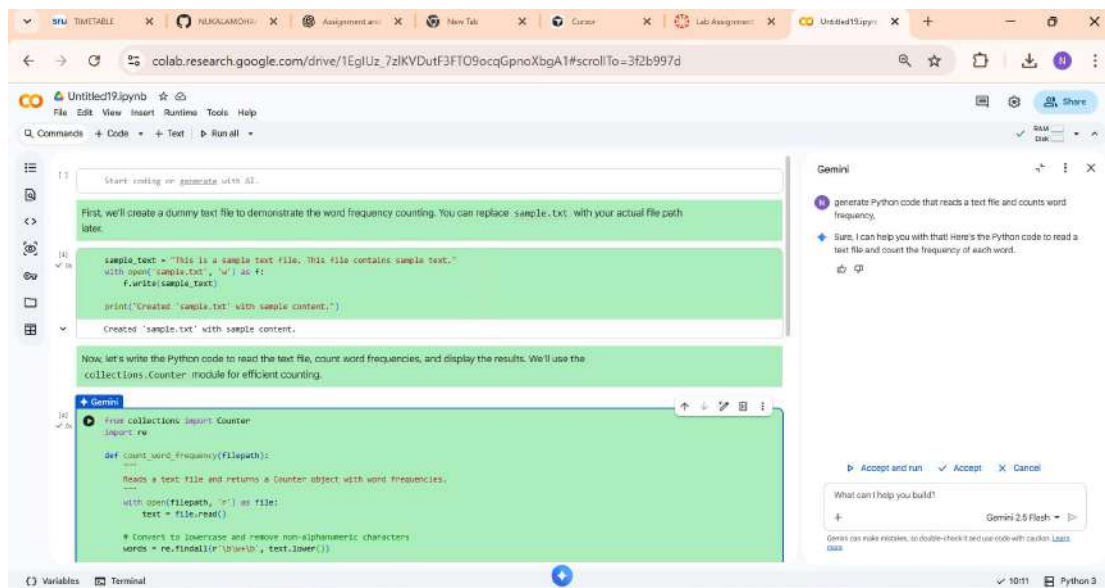 SRU TIMETABLE
NUKALAMOHA
Assignment and
New Tab
Cursor
Lab Assignment
Untitled19.ipyn
colab.research.google.com/drive/1EgIUz_7zlKVDutF3FTO9ocqGpnoXbgA1#scrollTo=3f2b997d
N
CO
Untitled19.ipynb
File Edit View Insert Runtime Tools Help
Share
Commands + Code + Text Run all
RAM
Disk
[ ]
Start coding or generate with AI.
First, we'll create a dummy text file to demonstrate the word frequency counting. You can replace sample.txt with your actual file path
later.
sample_text = "This is a sample text file. This file contains sample text."
with open('sample.txt', 'w') as f:
f.write(sample_text)
print("Created 'sample.txt' with sample content.")
Created 'sample.txt' with sample content.
Now, let's write the Python code to read the text file, count word frequencies, and display the results. We'll use the
collections.Counter module for efficient counting.
Gemini
from collections import Counter
import re
def count_word_frequency(filepath):
"""
Reads a text file and returns a Counter object with word frequencies.
"""
with open(filepath, 'r') as file:
text = file.read()
# Convert to lowercase and remove non-alphanumeric characters
words = re.findall(r'\b\w+\b', text.lower())
Gemini
N
generate Python code that reads a text file and counts word
frequency,
Sure, I can help you with that! Here's the Python code to read a
text file and count the frequency of each word.
Accept and run Accept Cancel
What can I help you build?
Gemini 2.5 Flash
Gemini can make mistakes, so double-check it and use code with caution. Learn
more
{} Variables Terminal
10:11 Python 3